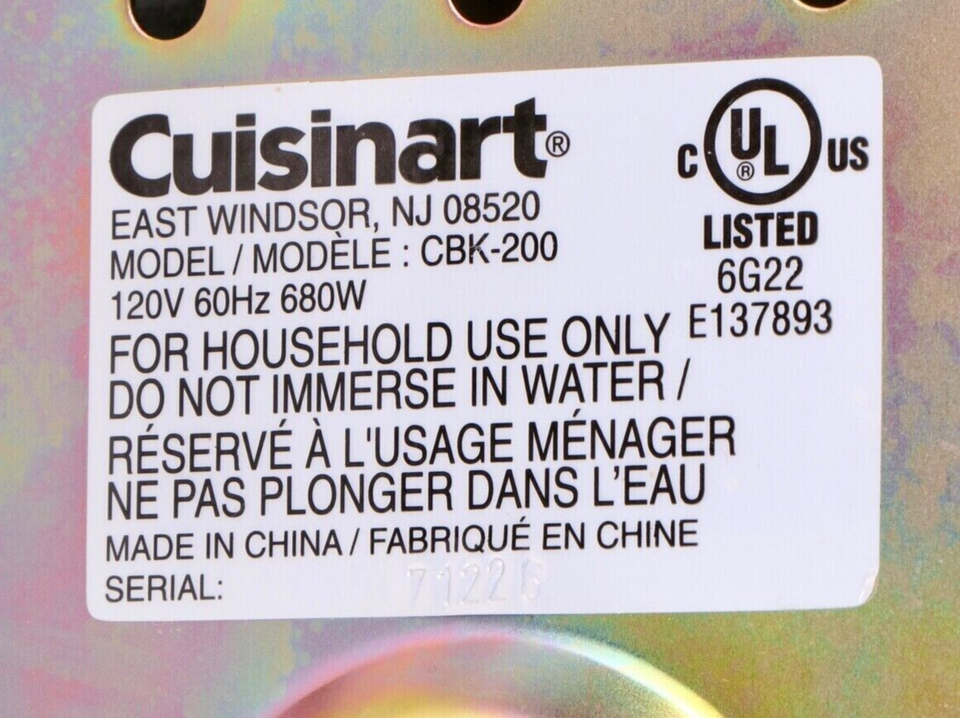 Cuisinart®
EAST WINDSOR, NJ 08520
MODEL / MODÈLE : CBK-200
120V 60Hz 680W
FOR HOUSEHOLD USE ONLY
DO NOT IMMERSE IN WATER /
RÉSERVÉ À L'USAGE MÉNAGER
NE PAS PLONGER DANS L'EAU
MADE IN CHINA / FABRIQUÉ EN CHINE
SERIAL:
C UL® US
LISTED
6G22
E137893